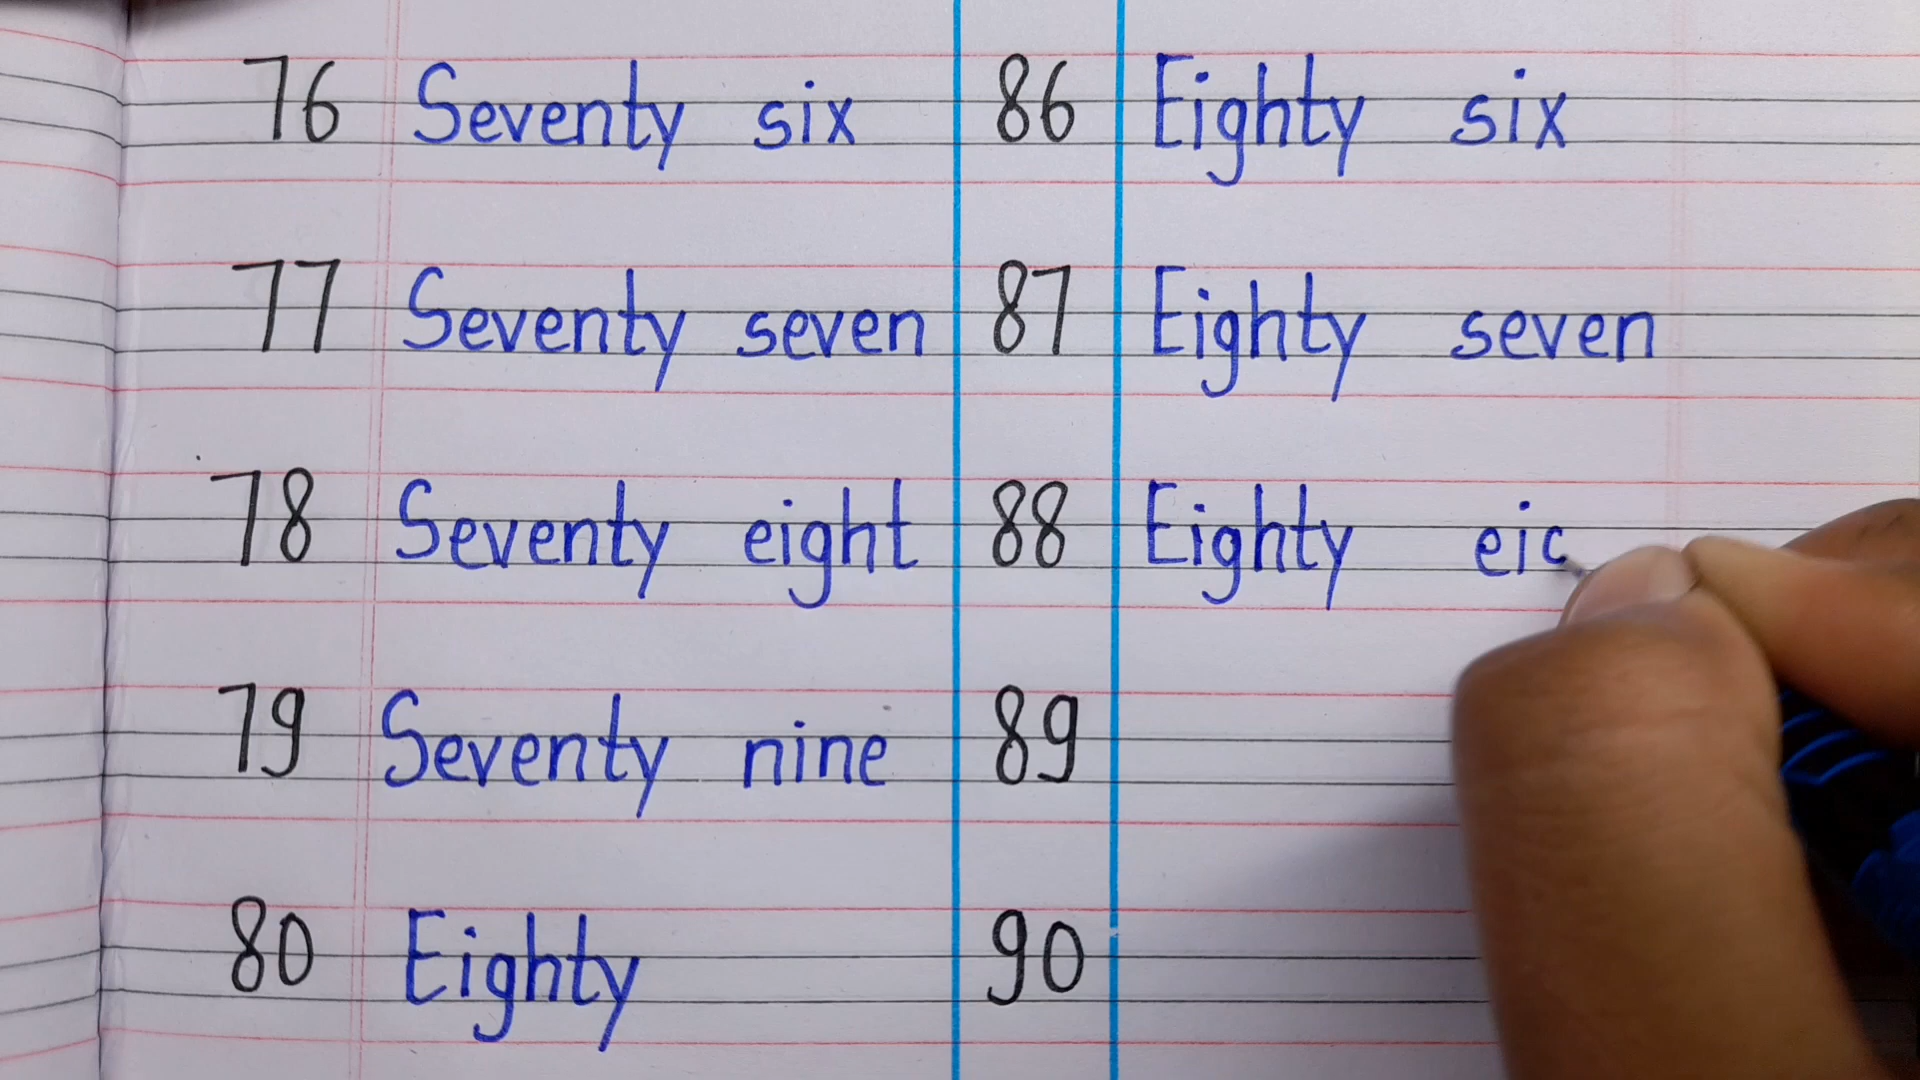 76 Seventy six 86 Eighty six
77 Seventy seven 87 Eighty seven
78 Seventy eight 88 Eighty
79 Seventy nine 89
80 Eighty 90